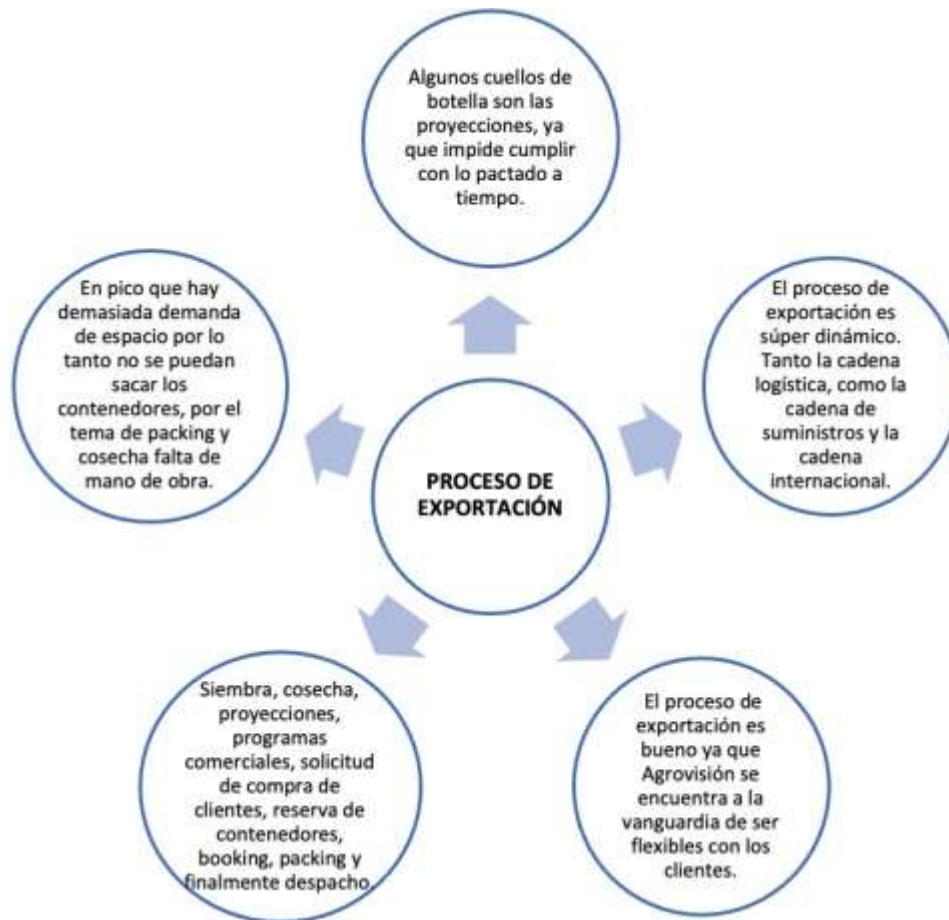 Algunos cuellos de
botella son las
proyecciones, ya
que impide cumplir
con lo pactado a
tiempo.
En pico que hay
demasiada demanda
de espacio por lo
tanto no se puedan
sacar los
contenedores, por el
tema de packing y
cosecha falta de
mano de obra.
El proceso de
exportación es
súper dinámico.
Tanto la cadena
logística, como la
cadena de
suministros y la
cadena
internacional.
PROCESO DE
EXPORTACIÓN
Siembra, cosecha,
proyecciones,
programas
comerciales, solicitud
de compra de
clientes, reserva de
contenedores,
booking, packing y
finalmente despacho.
El proceso de
exportación es
bueno ya que
Agrovisión se
encuentra a la
vanguardia de ser
flexibles con los
clientes.